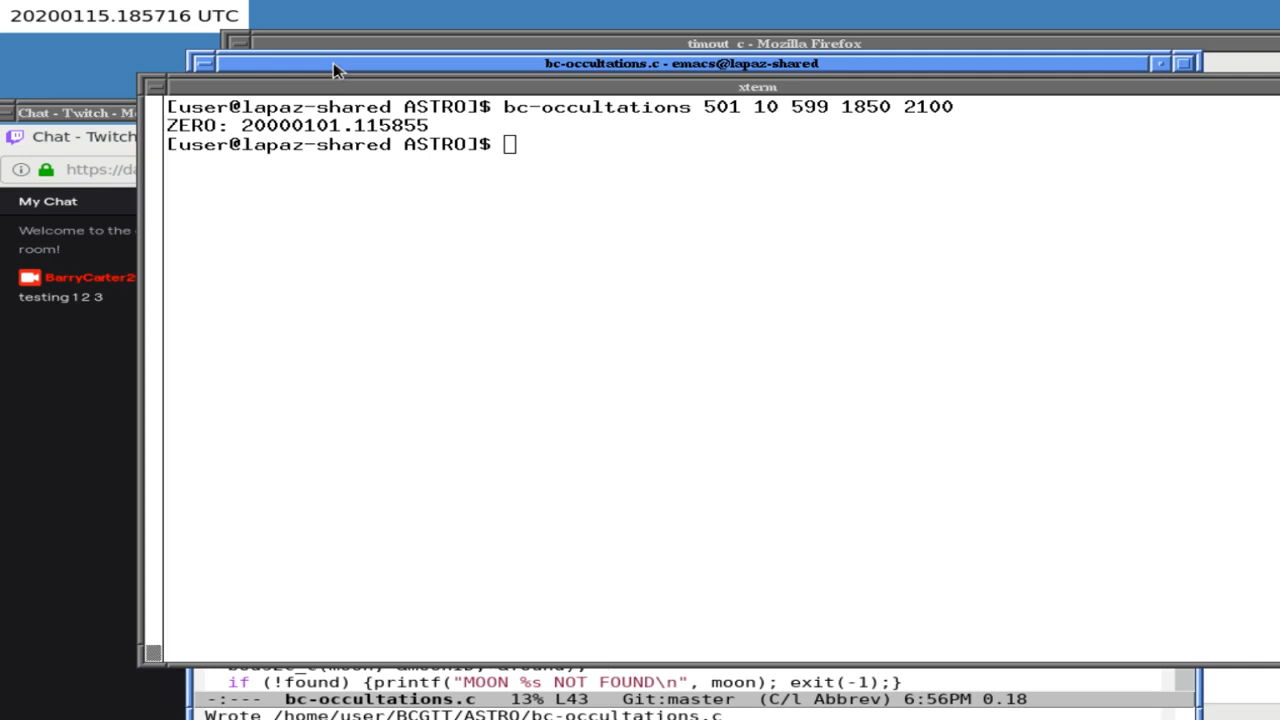 20200115.185716 UTC
timout c - Mozilla Firefox
bc-occultations.c - emacs@lapaz-shared
xterm
[user@lapaz-shared ASTRO]$ bc-occultations 501 10 599 1850 2100
ZERO: 20000101.115855
[user@lapaz-shared ASTRO]$
Chat - Twitch - M
Chat - Twitch
https://da
My Chat
Welcome to the
room!
BarryCarter2
testing 1 2 3
if (!found) {printf("MOON %s NOT FOUND\n", moon); exit(-1);}
-:--- bc-occultations.c 13% L43 Git:master (C/l Abbrev) 6:56PM 0.18
Wrote /home/user/BCGIT/ASTRO/bc-occultations.c